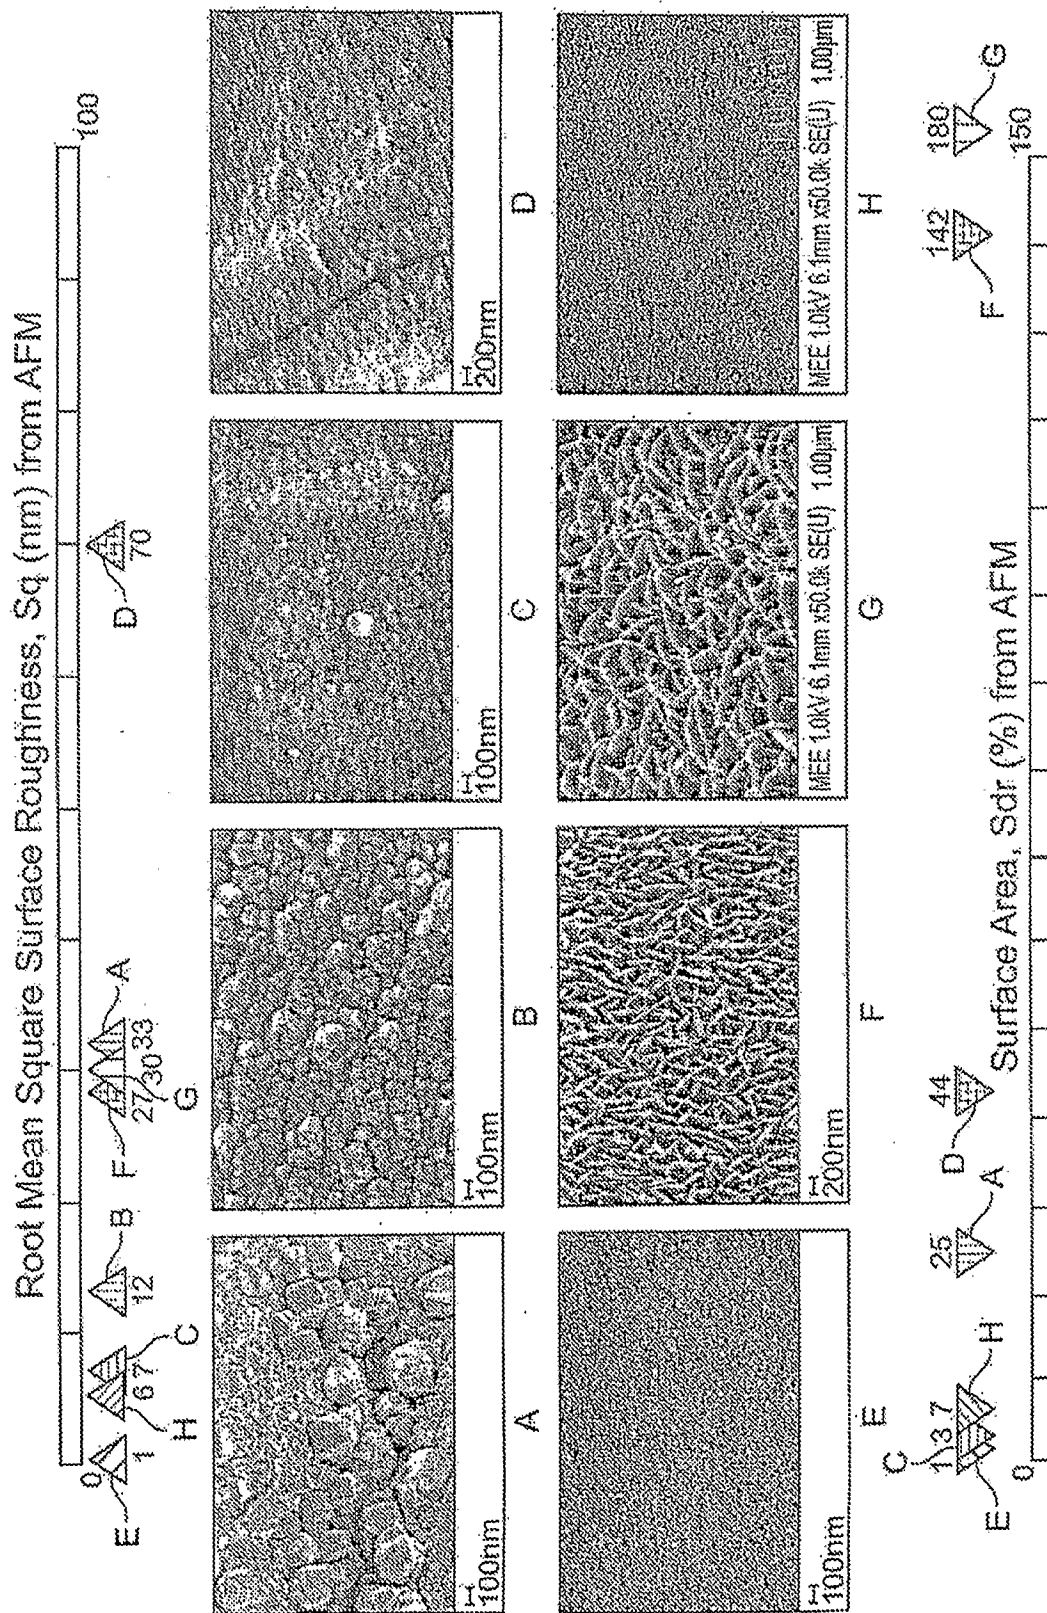 Root Mean Square Surface Roughness, Sq (nm) from AFM
0
100
E
1
H
6
7
C
12
B
F
27
30
33
G
A
D
70
100nm
100nm
100nm
200nm
A
B
C
D
100nm
200nm
MEE 1.0kV 6.1mm x50.0k SE(U) 1.00µm
MEE 1.0kV 6.1mm x50.0k SE(U) 1.00µm
E
F
G
H
C
1
3
7
H
E
25
A
44
D
142
F
180
G
0
150
Surface Area, Sdr (%) from AFM